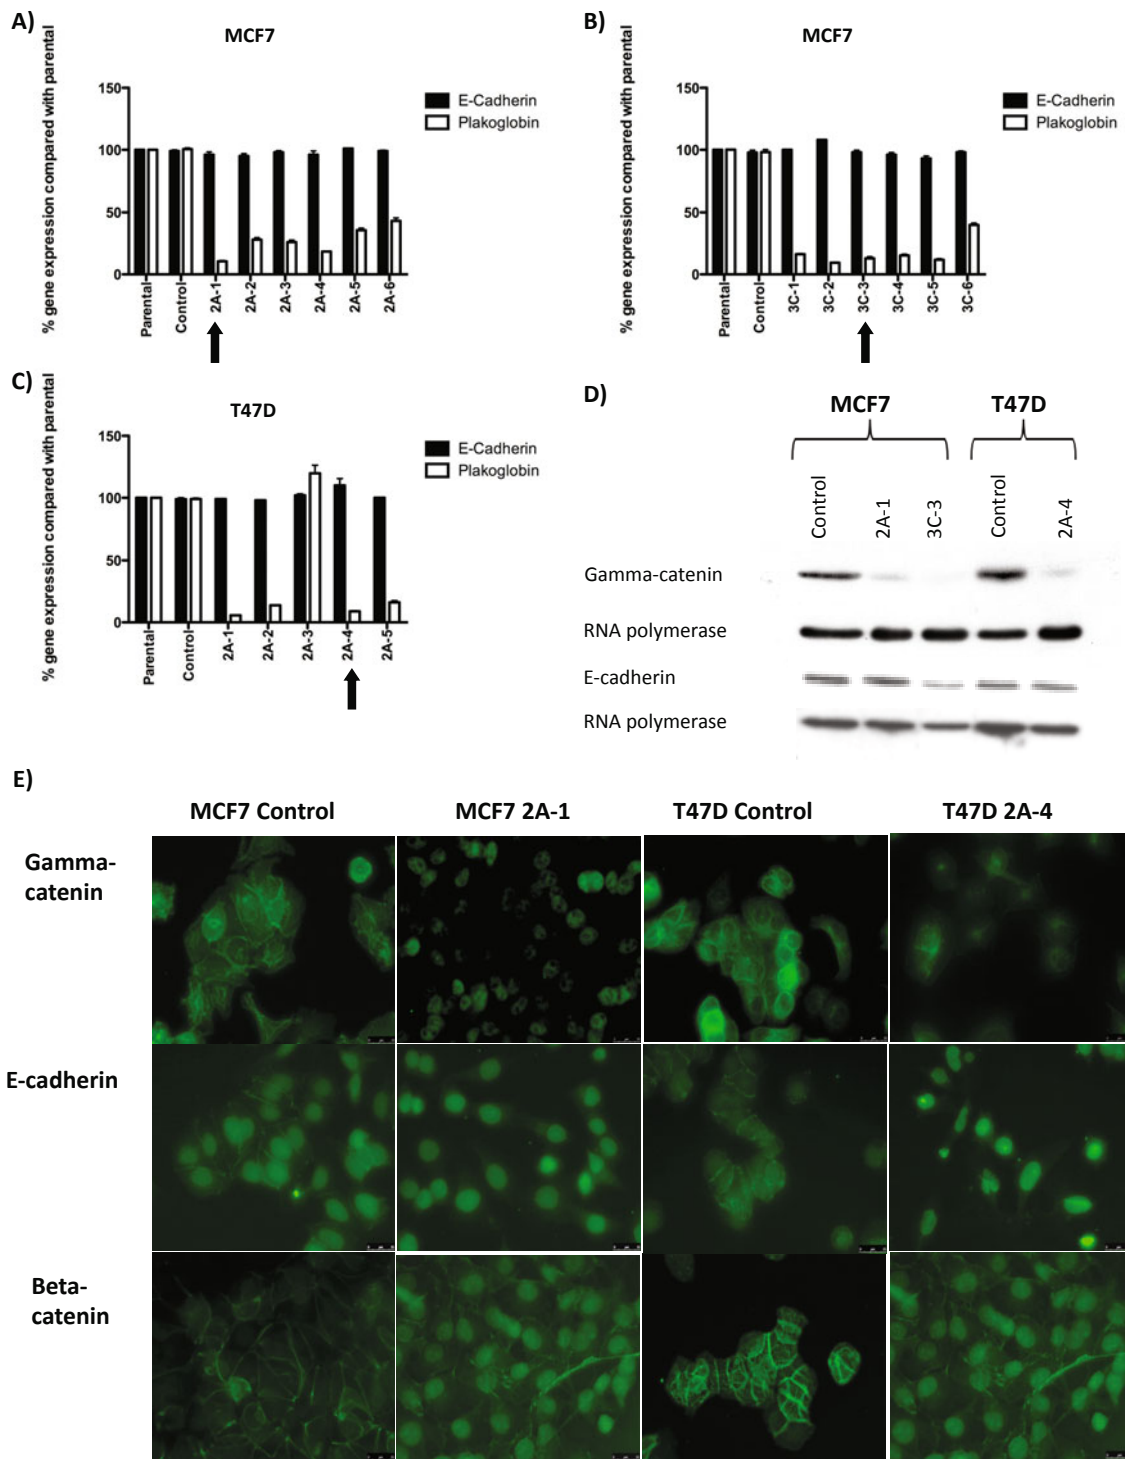 A)
MCF7
% gene expression compared with parental
150
100
50
0
E-Cadherin
Plakoglobin
Parental
Control
2A-1
2A-2
2A-3
2A-4
2A-5
2A-6
B)
MCF7
% gene expression compared with parental
150
100
50
0
E-Cadherin
Plakoglobin
Parental
Control
3C-1
3C-2
3C-3
3C-4
3C-5
3C-6
C)
T47D
% gene expression compared with parental
150
100
50
0
E-Cadherin
Plakoglobin
Parental
Control
2A-1
2A-2
2A-3
2A-4
2A-5
D)
MCF7 T47D
Control
2A-1
3C-3
Control
2A-4
Gamma-catenin
RNA polymerase
E-cadherin
RNA polymerase
E)
MCF7 Control MCF7 2A-1 T47D Control T47D 2A-4
Gamma-
catenin
E-cadherin
Beta-
catenin